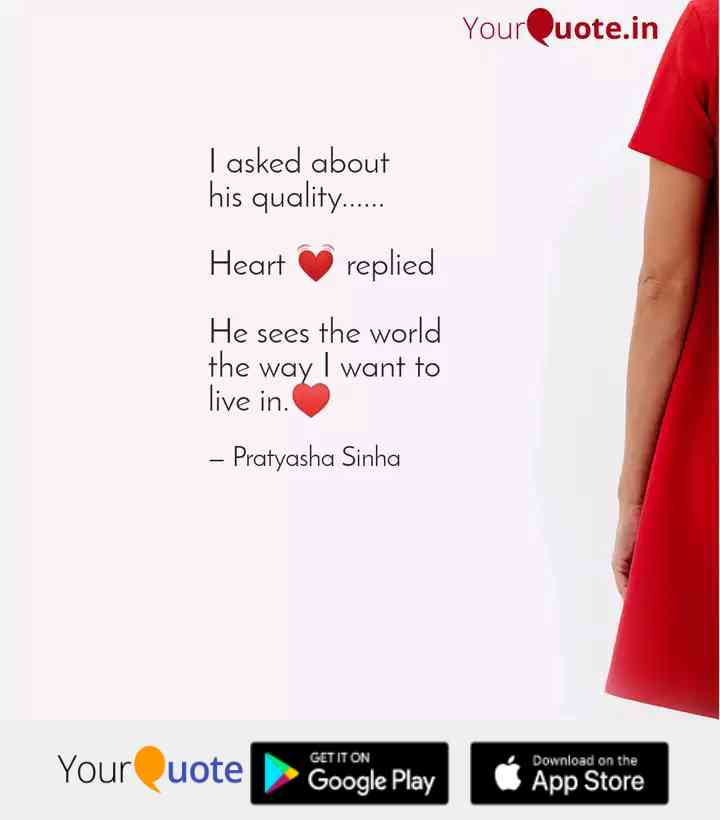 YourQuote.in
I asked about
his quality......
Heart 💓 replied
He sees the world
the way I want to
live in.♥️
– Pratyasha Sinha
YourQuote
GET IT ON
Google Play
Download on the
App Store